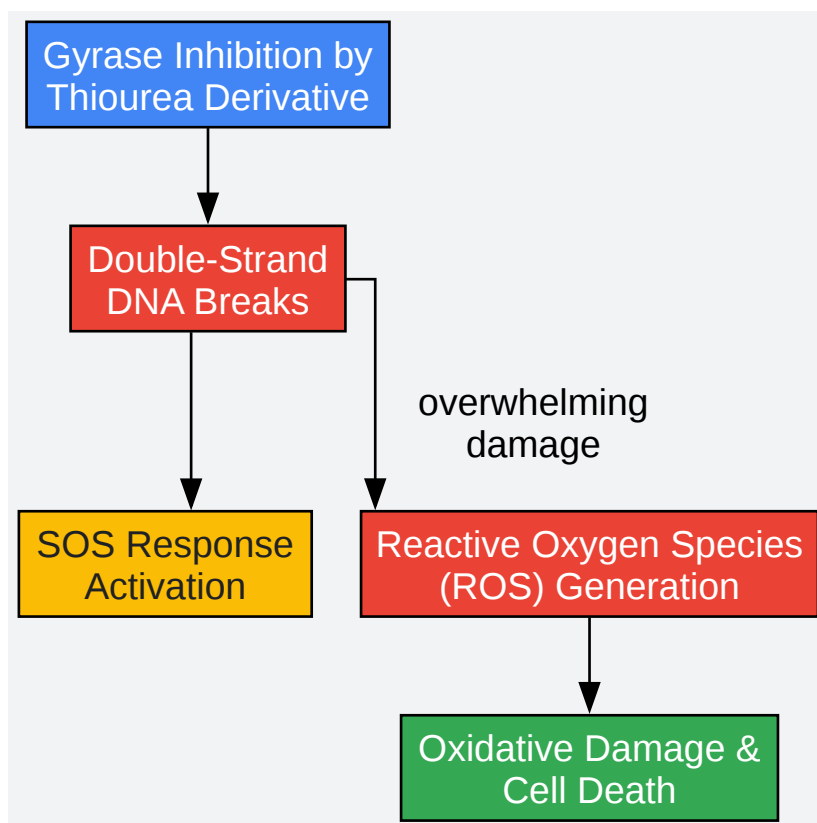 Gyrase Inhibition by
Thiourea Derivative
Double-Strand
DNA Breaks
overwhelming
damage
SOS Response
Activation
Reactive Oxygen Species
(ROS) Generation
Oxidative Damage &
Cell Death